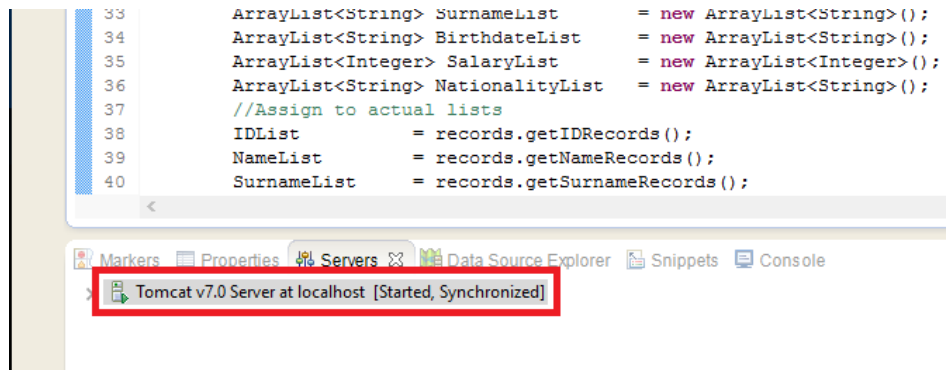 33 ArrayList<String> SurnameList = new ArrayList<String>();
34 ArrayList<String> BirthdateList = new ArrayList<String>();
35 ArrayList<Integer> SalaryList = new ArrayList<Integer>();
36 ArrayList<String> NationalityList = new ArrayList<String>();
37 //Assign to actual lists
38 IDList = records.getIDRecords();
39 NameList = records.getNameRecords();
40 SurnameList = records.getSurnameRecords();
Markers Properties Servers Data Source Explorer Snippets Console
Tomcat v7.0 Server at localhost [Started, Synchronized]